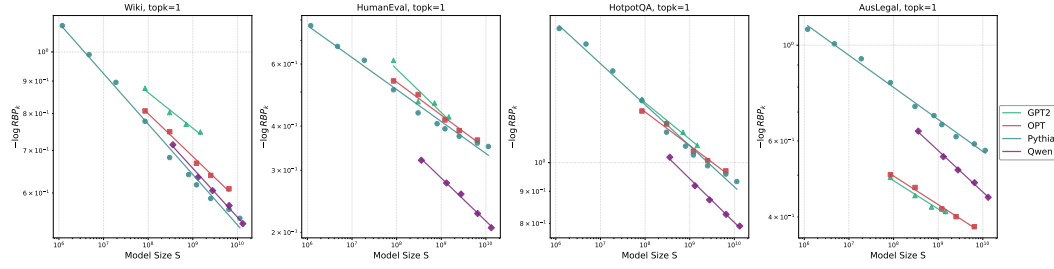 Wiki, topk=1
10⁰
9 × 10⁻¹
8 × 10⁻¹
7 × 10⁻¹
6 × 10⁻¹
−log RBPₖ
10⁶ 10⁷ 10⁸ 10⁹ 10¹⁰
Model Size S
HumanEval, topk=1
6 × 10⁻¹
4 × 10⁻¹
3 × 10⁻¹
2 × 10⁻¹
−log RBPₖ
10⁶ 10⁷ 10⁸ 10⁹ 10¹⁰
Model Size S
HotpotQA, topk=1
10⁰
9 × 10⁻¹
8 × 10⁻¹
−log RBPₖ
10⁶ 10⁷ 10⁸ 10⁹ 10¹⁰
Model Size S
AusLegal, topk=1
10⁰
6 × 10⁻¹
4 × 10⁻¹
−log RBPₖ
10⁶ 10⁷ 10⁸ 10⁹ 10¹⁰
Model Size S
GPT2
OPT
Pythia
Qwen